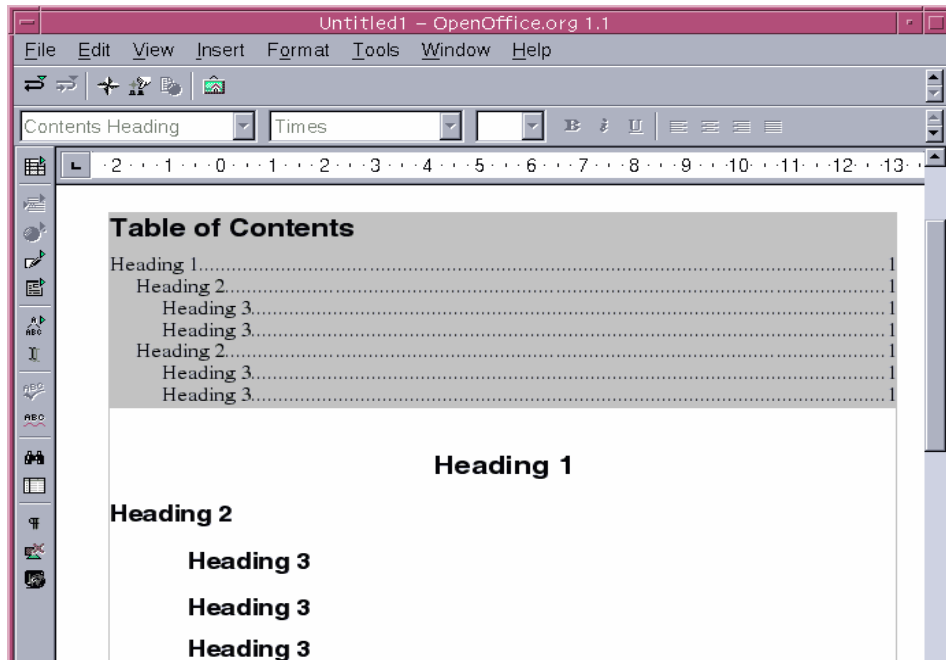 Untitled1 – OpenOffice.org 1.1
File Edit View Insert Format Tools Window Help
Contents Heading Times B i U
·2···1···0···1···2···3···4···5···6···7···8···9···10···11···12···13·
Table of Contents
Heading 1........................................1
Heading 2........................................1
Heading 3........................................1
Heading 3........................................1
Heading 2........................................1
Heading 3........................................1
Heading 3........................................1
Heading 1
Heading 2
Heading 3
Heading 3
Heading 3
ABC
ABC
ABC